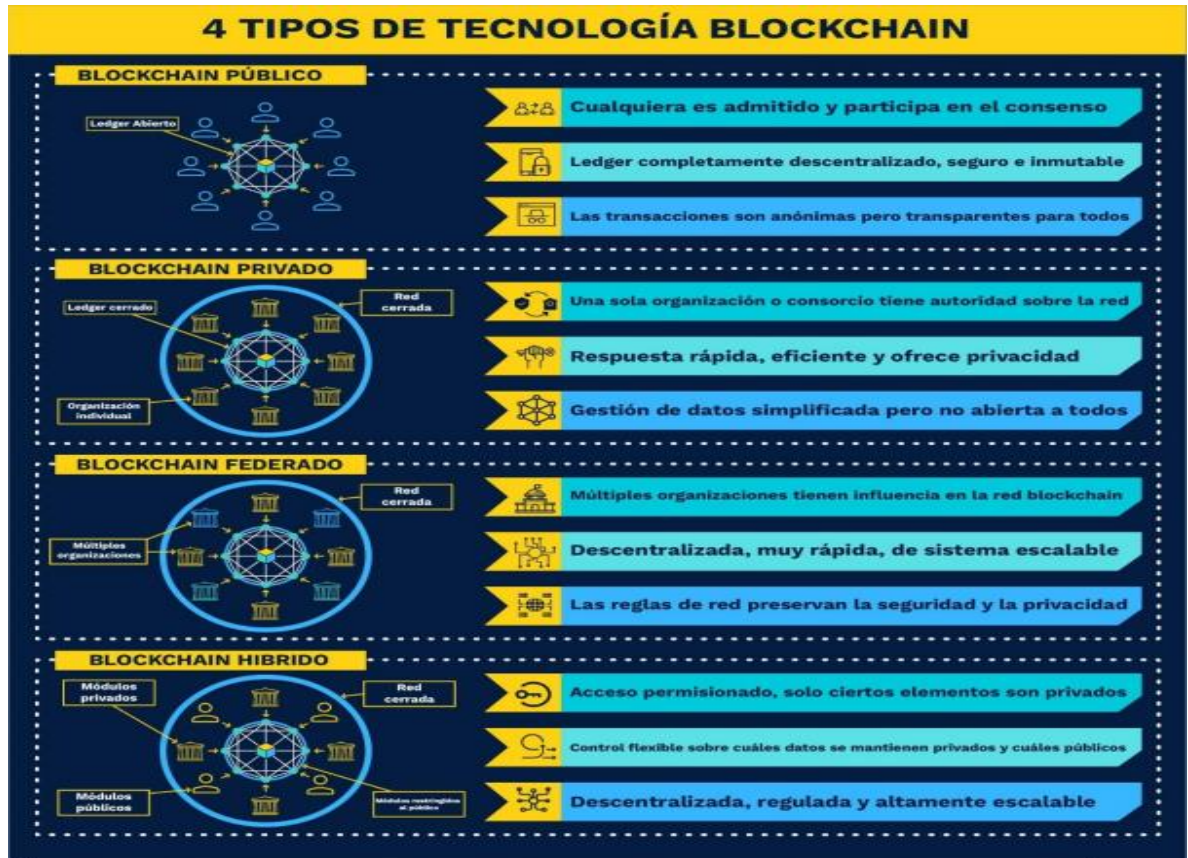 4 TIPOS DE TECNOLOGÍA BLOCKCHAIN
BLOCKCHAIN PÚBLICO
Ledger Abierto
Cualquiera es admitido y participa en el consenso
Ledger completamente descentralizado, seguro e inmutable
Las transacciones son anónimas pero transparentes para todos
BLOCKCHAIN PRIVADO
Ledger cerrado
Red
cerrada
Organización
individual
Una sola organización o consorcio tiene autoridad sobre la red
Respuesta rápida, eficiente y ofrece privacidad
Gestión de datos simplificada pero no abierta a todos
BLOCKCHAIN FEDERADO
Red
cerrada
Múltiples
organizaciones
Múltiples organizaciones tienen influencia en la red blockchain
Descentralizada, muy rápida, de sistema escalable
Las reglas de red preservan la seguridad y la privacidad
BLOCKCHAIN HIBRIDO
Módulos
privados
Red
cerrada
Módulos
públicos
Módulos restringidos
al público
Acceso permisionado, solo ciertos elementos son privados
Control flexible sobre cuáles datos se mantienen privados y cuáles públicos
Descentralizada, regulada y altamente escalable